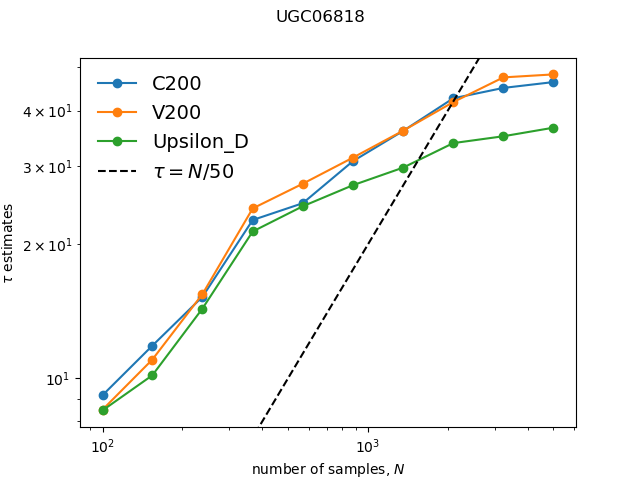 UGC06818
C200
V200
Upsilon_D
τ = N/50
4 × 10¹
3 × 10¹
2 × 10¹
10¹
τ estimates
10² 10³
number of samples, N